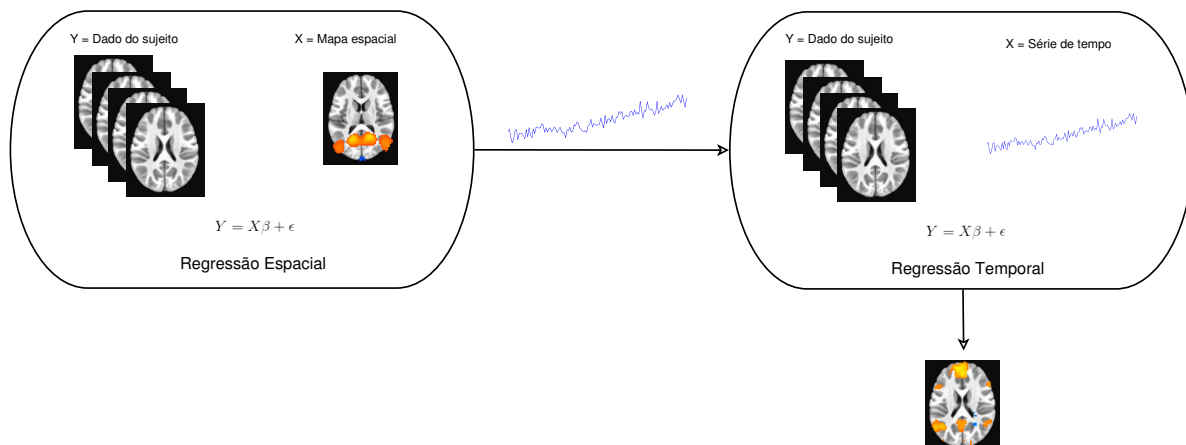 Y = Dado do sujeito
X = Mapa espacial
Y = Xβ + ϵ
Regressão Espacial
Y = Dado do sujeito
X = Série de tempo
Y = Xβ + ϵ
Regressão Temporal